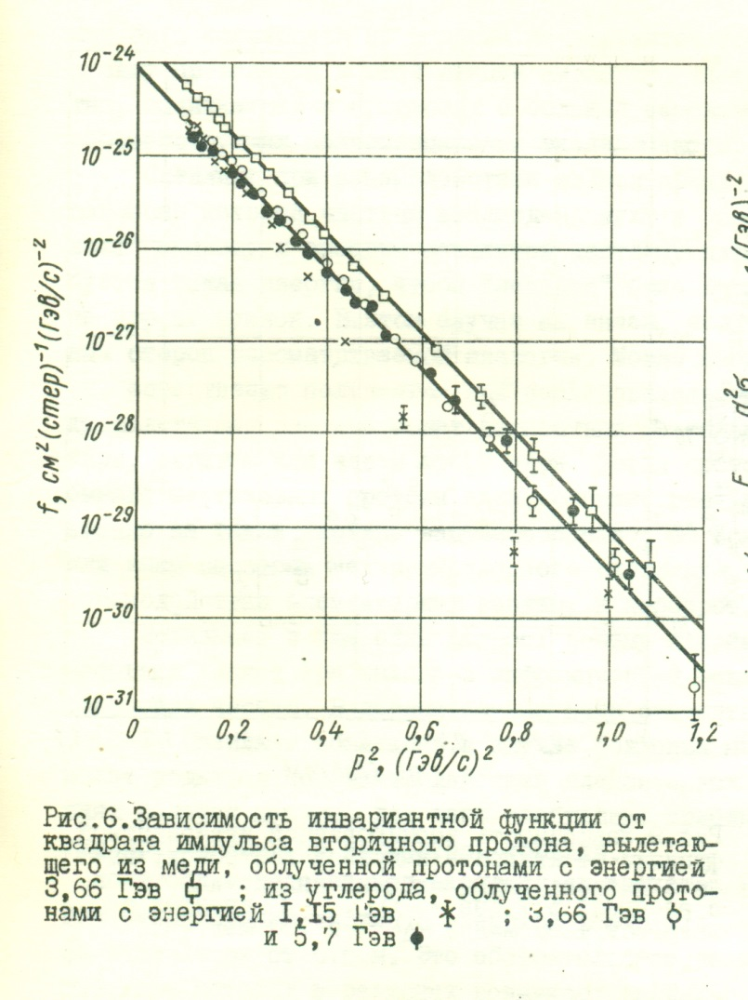 10⁻²⁴
10⁻²⁵
10⁻²⁶
10⁻²⁷
10⁻²⁸
10⁻²⁹
10⁻³⁰
10⁻³¹
f, см²(стер)⁻¹(Гэв/с)⁻²
0 0,2 0,4 0,6 0,8 1,0 1,2
p², (Гэв/с)²
Рис.6.Зависимость инвариантной функции от
квадрата импульса вторичного протона, вылетаю-
щего из меди, облученной протонами с энергией
3,66 Гэв ; из углерода, облученного прото-
нами с энергией 1,15 Гэв ; 3,66 Гэв
и 5,7 Гэв